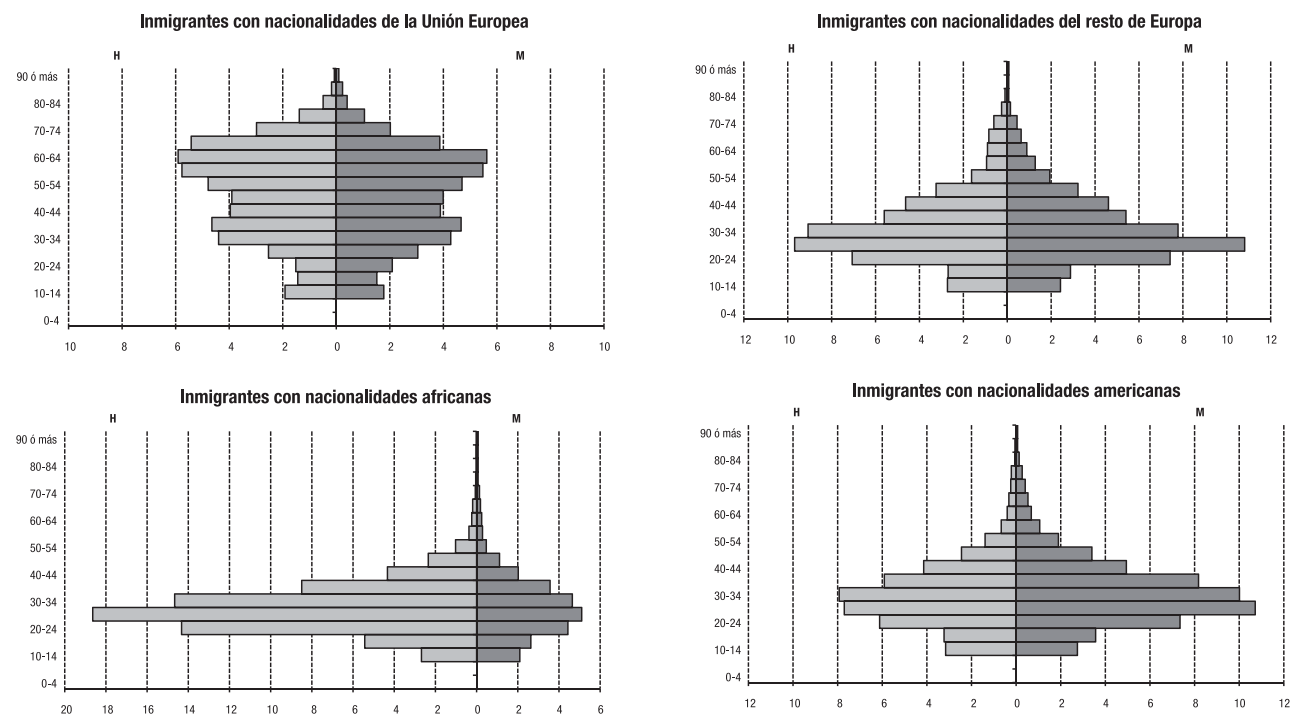 Inmigrantes con nacionalidades de la Unión Europea
H M
90 ó más
80-84
70-74
60-64
50-54
40-44
30-34
20-24
10-14
0-4
10 8 6 4 2 0 2 4 6 8 10
Inmigrantes con nacionalidades del resto de Europa
H M
90 ó más
80-84
70-74
60-64
50-54
40-44
30-34
20-24
10-14
0-4
12 10 8 6 4 2 0 2 4 6 8 10 12
Inmigrantes con nacionalidades africanas
H M
90 ó más
80-84
70-74
60-64
50-54
40-44
30-34
20-24
10-14
0-4
20 18 16 14 12 10 8 6 4 2 0 2 4 6
Inmigrantes con nacionalidades americanas
H M
90 ó más
80-84
70-74
60-64
50-54
40-44
30-34
20-24
10-14
0-4
12 10 8 6 4 2 0 2 4 6 8 10 12